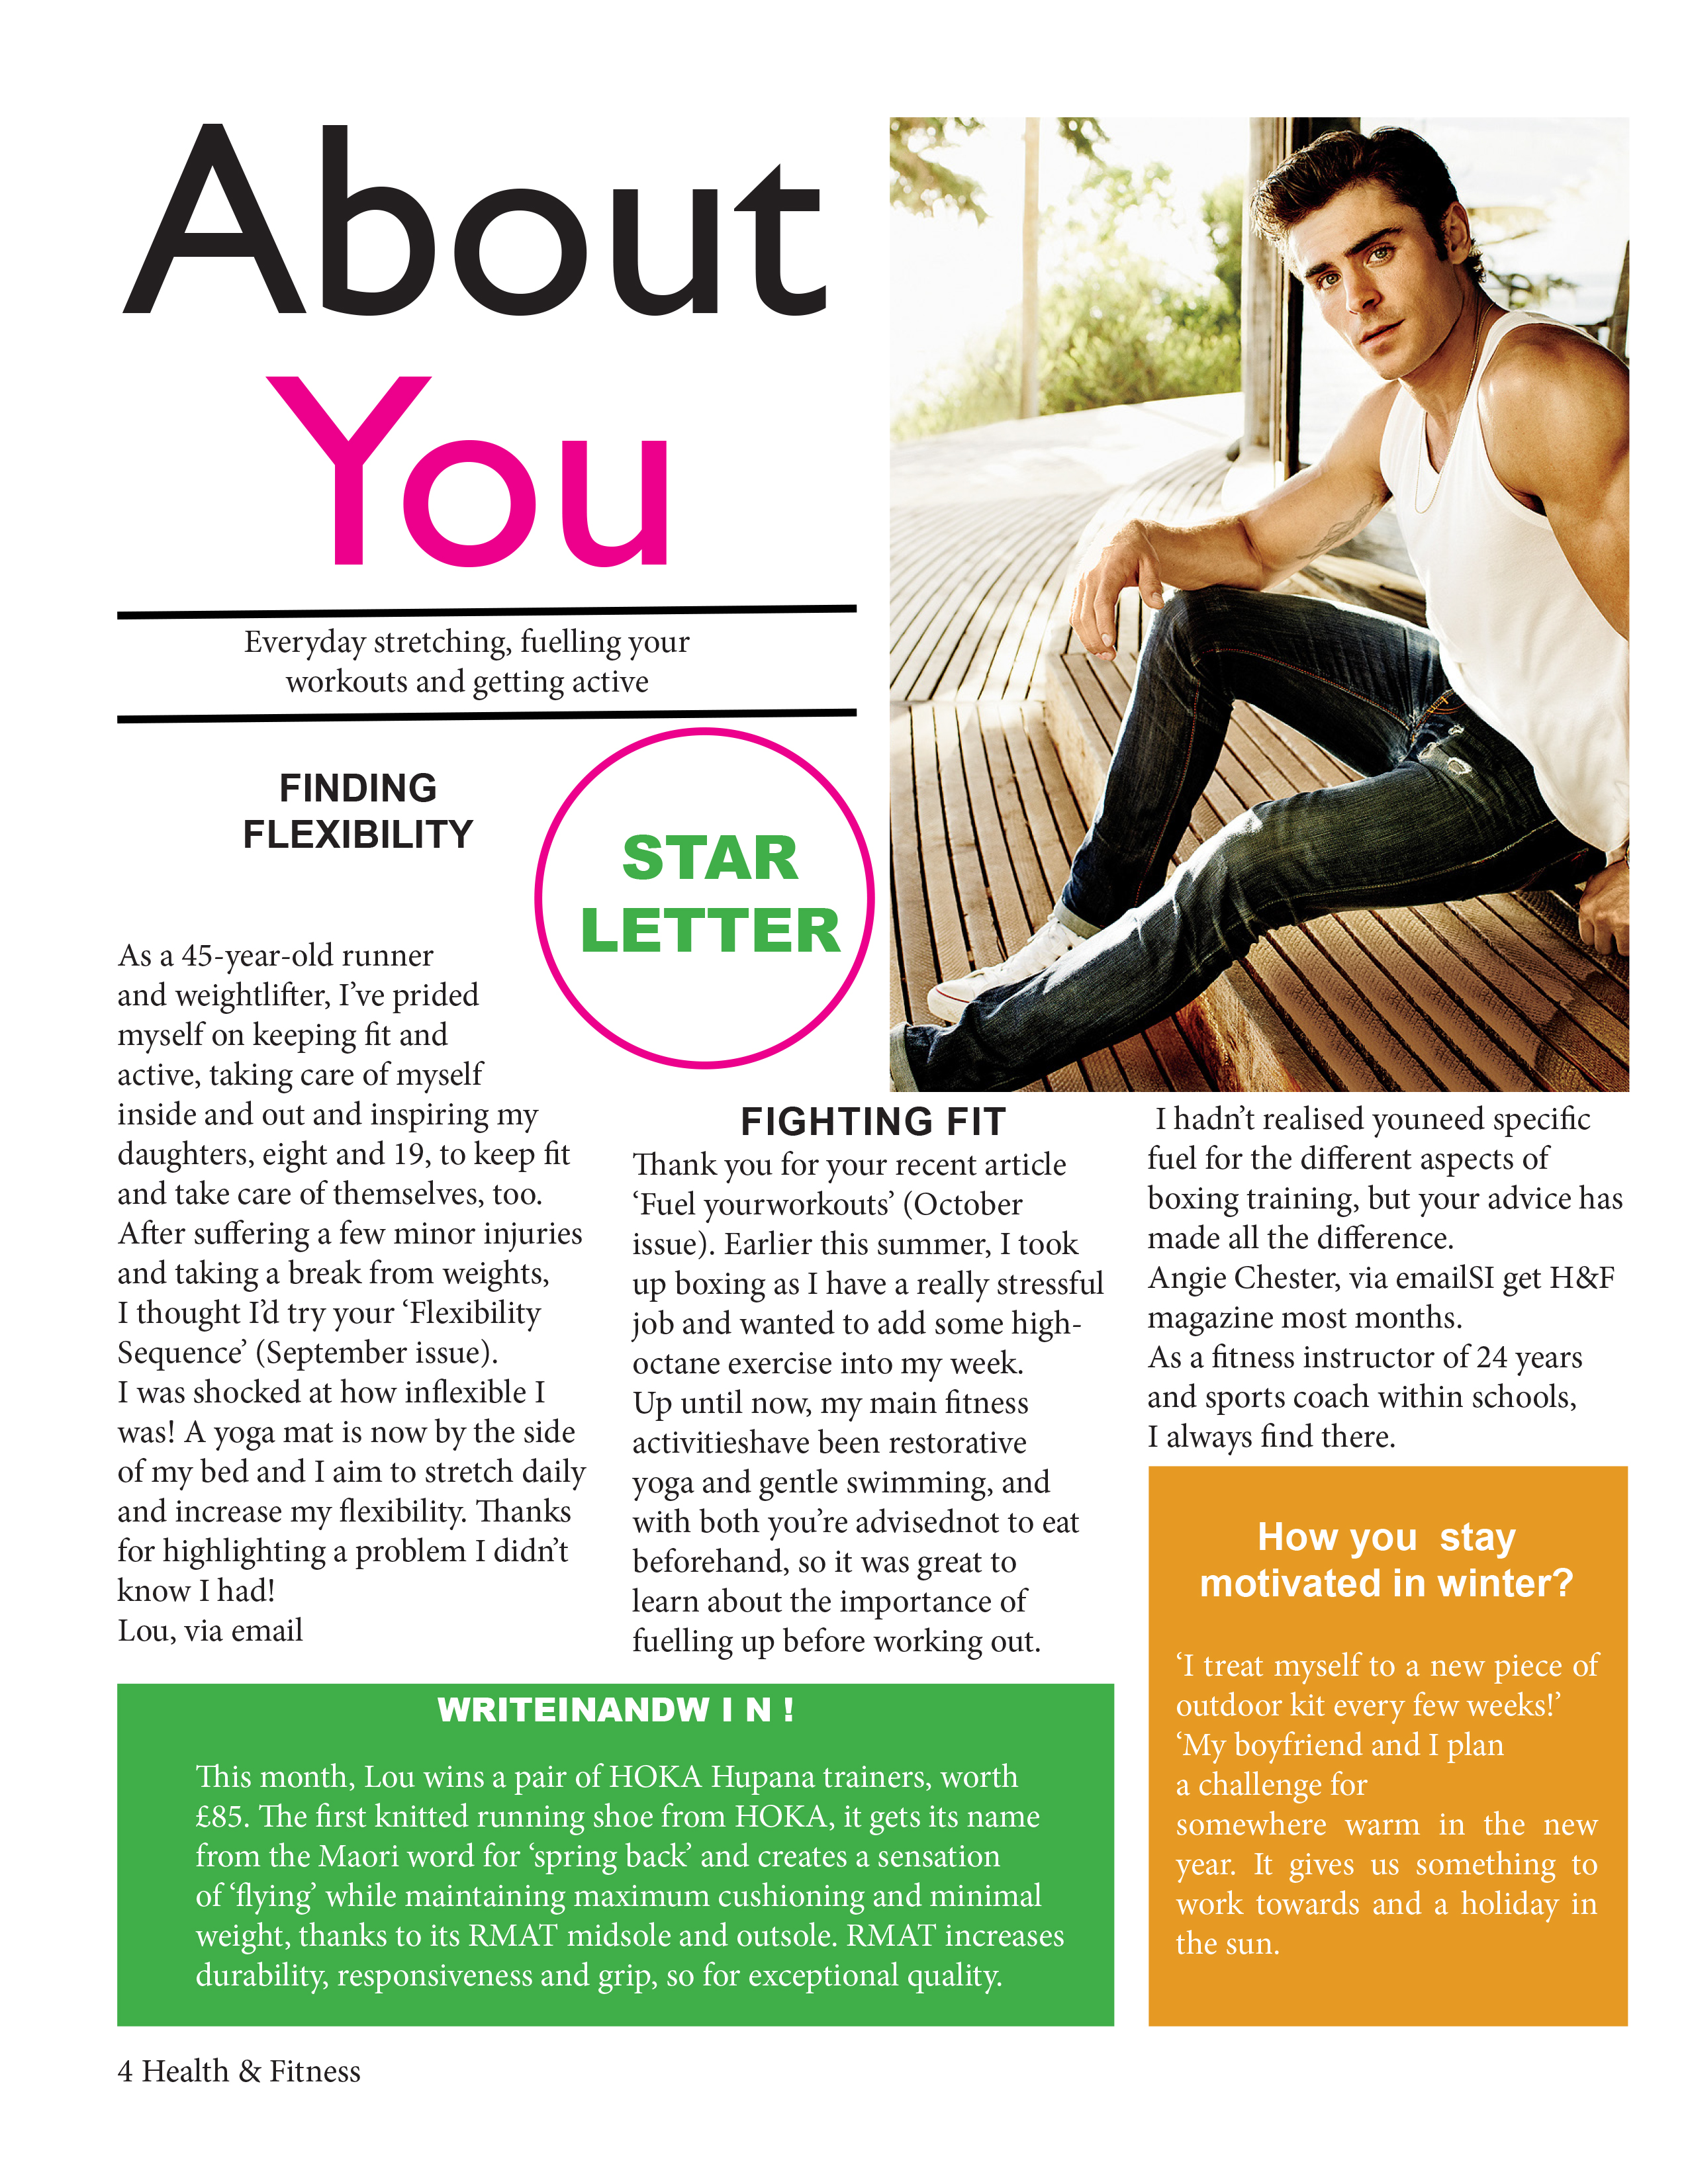 About
You
Everyday stretching, fuelling your
workouts and getting active
FINDING
FLEXIBILITY
STAR
LETTER
As a 45-year-old runner
and weightlifter, I’ve prided
myself on keeping fit and
active, taking care of myself
inside and out and inspiring my
daughters, eight and 19, to keep fit
and take care of themselves, too.
After suffering a few minor injuries
and taking a break from weights,
I thought I’d try your ‘Flexibility
Sequence’ (September issue).
I was shocked at how inflexible I
was! A yoga mat is now by the side
of my bed and I aim to stretch daily
and increase my flexibility. Thanks
for highlighting a problem I didn’t
know I had!
Lou, via email
FIGHTING FIT
Thank you for your recent article
‘Fuel yourworkouts’ (October
issue). Earlier this summer, I took
up boxing as I have a really stressful
job and wanted to add some high-
octane exercise into my week.
Up until now, my main fitness
activitieshave been restorative
yoga and gentle swimming, and
with both you’re advisednot to eat
beforehand, so it was great to
learn about the importance of
fuelling up before working out.
I hadn’t realised youneed specific
fuel for the different aspects of
boxing training, but your advice has
made all the difference.
Angie Chester, via emailSI get H&F
magazine most months.
As a fitness instructor of 24 years
and sports coach within schools,
I always find there.
How you  stay
motivated in winter?
‘I treat myself to a new piece of
outdoor kit every few weeks!’
‘My boyfriend and I plan
a challenge for
somewhere warm in the new
year. It gives us something to
work towards and a holiday in
the sun.
WRITEINANDW I N !
This month, Lou wins a pair of HOKA Hupana trainers, worth
£85. The first knitted running shoe from HOKA, it gets its name
from the Maori word for ‘spring back’ and creates a sensation
of ‘flying’ while maintaining maximum cushioning and minimal
weight, thanks to its RMAT midsole and outsole. RMAT increases
durability, responsiveness and grip, so for exceptional quality.
4 Health & Fitness